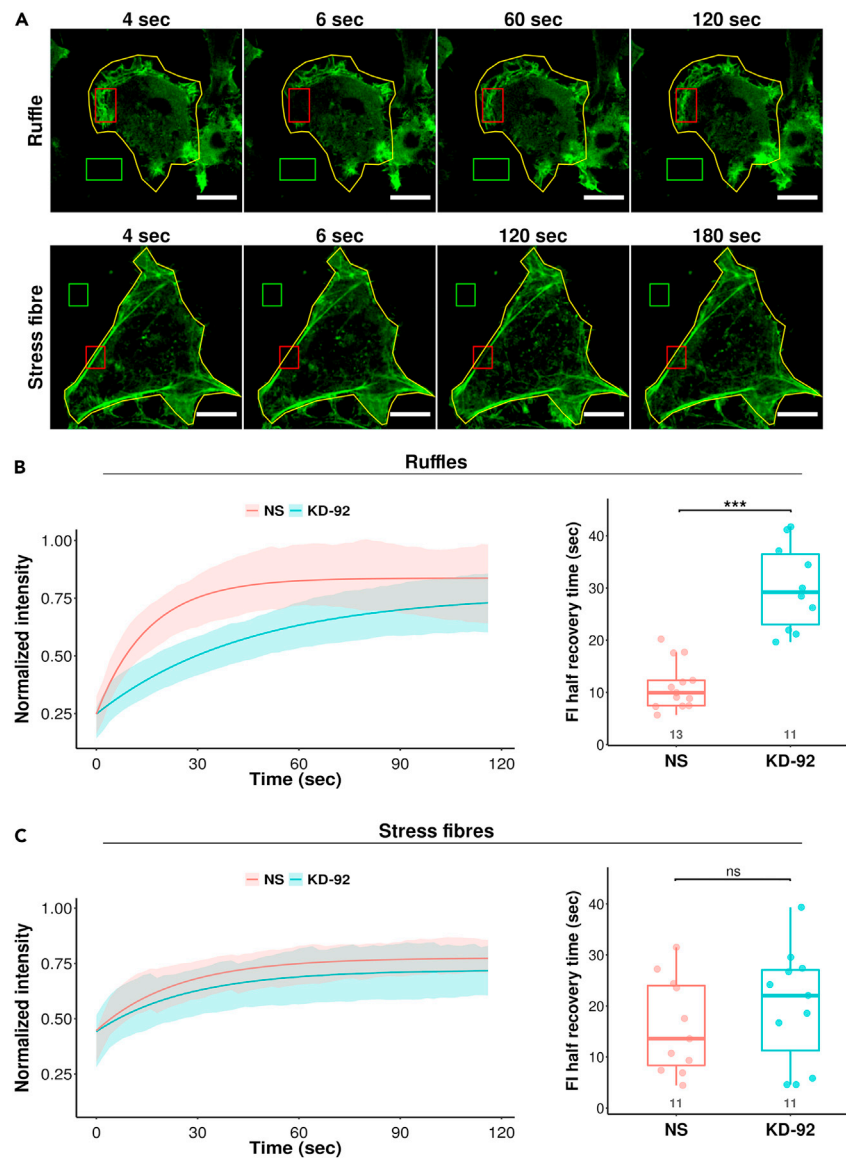 A
4 sec 6 sec 60 sec 120 sec
Ruffle
4 sec 6 sec 120 sec 180 sec
Stress fibre
B
Ruffles
NS KD-92
Normalized intensity
1.00
0.75
0.50
0.25
0 30 60 90 120
Time (sec)
FI half recovery time (sec)
***
40
30
20
10
0
13 11
NS KD-92
C
Stress fibres
NS KD-92
Normalized intensity
1.00
0.75
0.50
0.25
0 30 60 90 120
Time (sec)
FI half recovery time (sec)
ns
40
30
20
10
0
11 11
NS KD-92